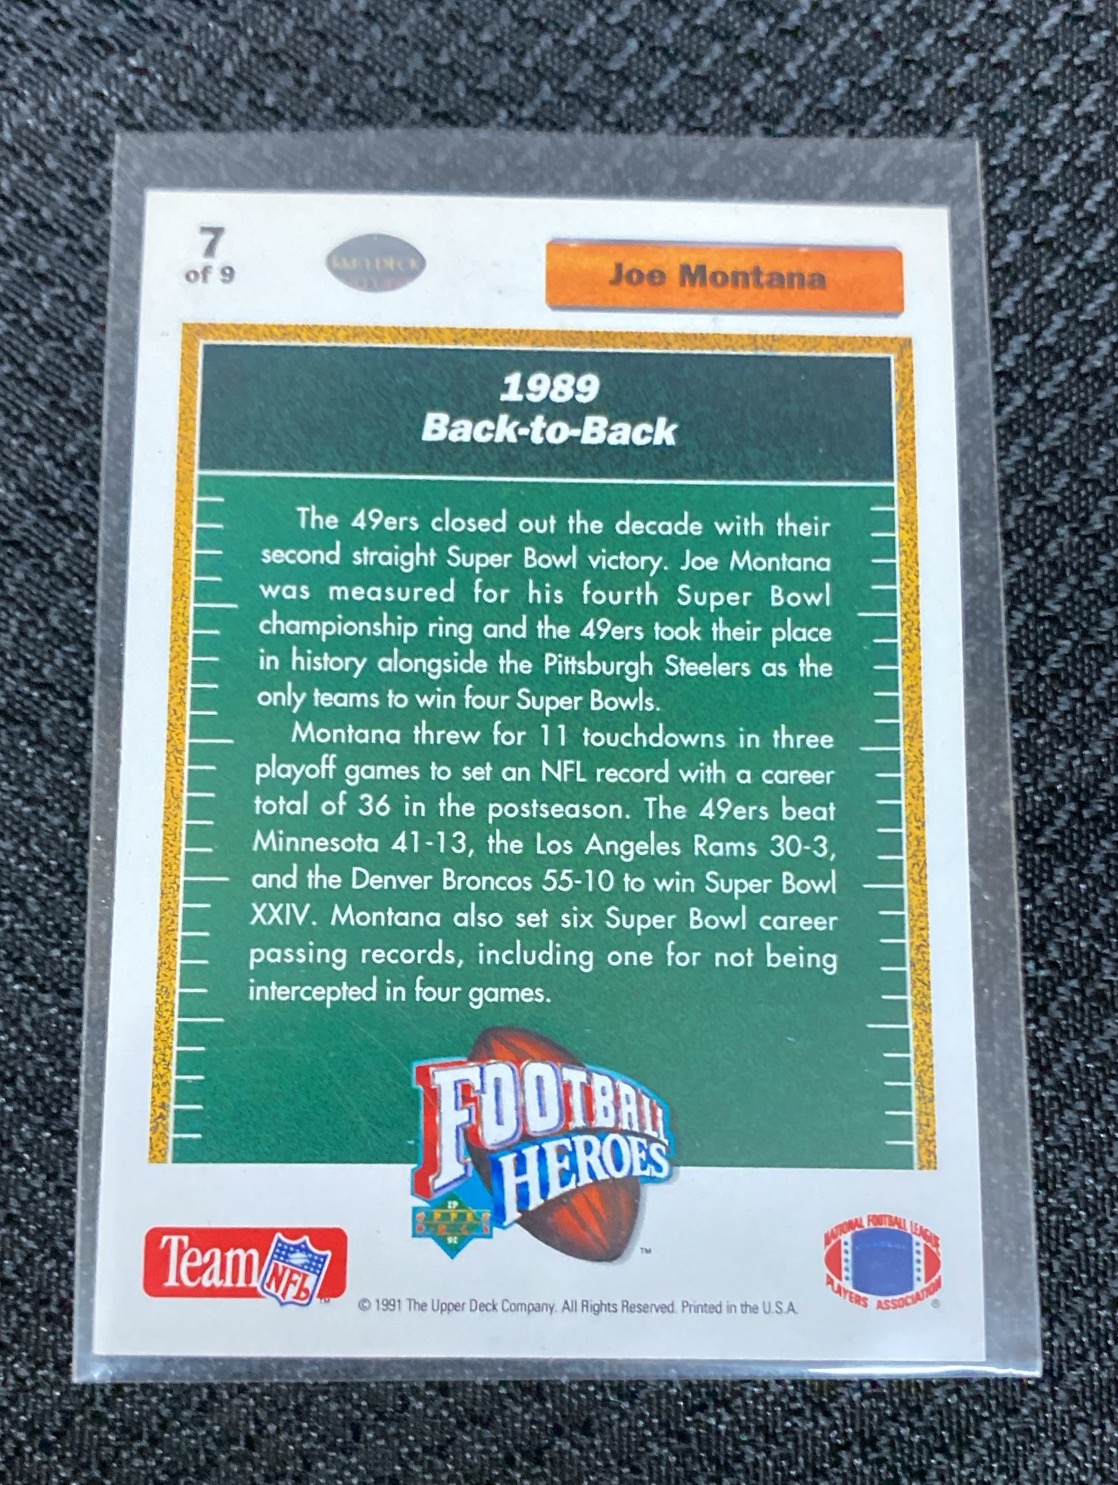 7
of 9
UPPER DECK
Joe Montana
1989
Back-to-Back
The 49ers closed out the decade with their
second straight Super Bowl victory. Joe Montana
was measured for his fourth Super Bowl
championship ring and the 49ers took their place
in history alongside the Pittsburgh Steelers as the
only teams to win four Super Bowls.
Montana threw for 11 touchdowns in three
playoff games to set an NFL record with a career
total of 36 in the postseason. The 49ers beat
Minnesota 41-13, the Los Angeles Rams 30-3,
and the Denver Broncos 55-10 to win Super Bowl
XXIV. Montana also set six Super Bowl career
passing records, including one for not being
intercepted in four games.
FOOTBALL
HEROES
TM
Team NFL TM
© 1991 The Upper Deck Company. All Rights Reserved. Printed in the U.S.A.
NATIONAL FOOTBALL LEAGUE
PLAYERS ASSOCIATION ®